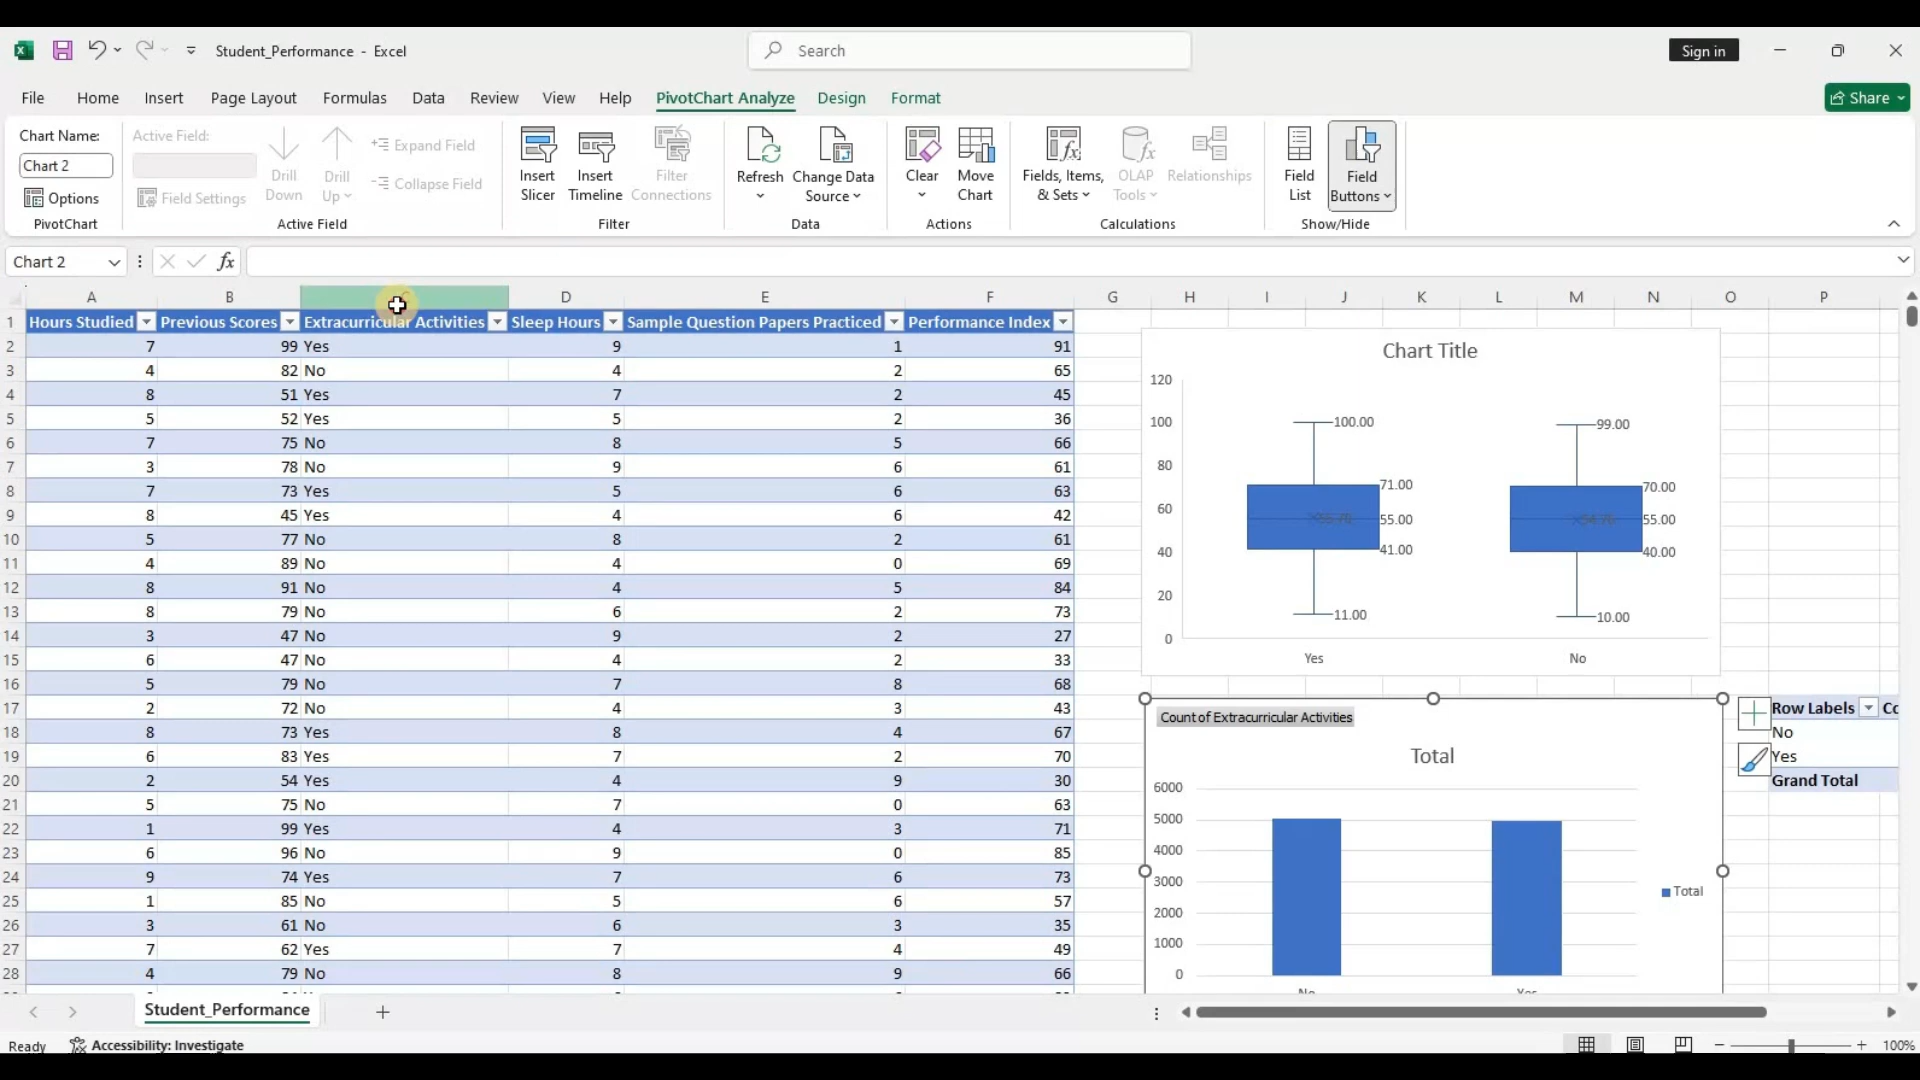 Student_Performance - Excel
Search
Sign in
File Home Insert Page Layout Formulas Data Review View Help PivotChart Analyze Design Format
Share
Chart Name:
Chart 2
Options
PivotChart
Active Field:
Field Settings
Drill Down
Drill Up
Expand Field
Collapse Field
Active Field
Insert Slicer
Insert Timeline
Filter Connections
Filter
Refresh
Change Data Source
Data
Clear
Move Chart
Actions
Fields, Items, & Sets
OLAP Tools
Relationships
Calculations
Field List
Field Buttons
Show/Hide
Chart 2
fx
A B C D E F G H I J K L M N O P
1 Hours Studied Previous Scores Extracurricular Activities Sleep Hours Sample Question Papers Practiced Performance Index
2 7 99 Yes 9 1 91
3 4 82 No 4 2 65
4 8 51 Yes 7 2 45
5 5 52 Yes 5 2 36
6 7 75 No 8 5 66
7 3 78 No 9 6 61
8 7 73 Yes 5 6 63
9 8 45 Yes 4 6 42
10 5 77 No 8 2 61
11 4 89 No 4 0 69
12 8 91 No 4 5 84
13 8 79 No 6 2 73
14 3 47 No 9 2 27
15 6 47 No 4 2 33
16 5 79 No 7 8 68
17 2 72 No 4 3 43
18 8 73 Yes 8 4 67
19 6 83 Yes 7 2 70
20 2 54 Yes 4 9 30
21 5 75 No 7 0 63
22 1 99 Yes 4 3 71
23 6 96 No 9 0 85
24 9 74 Yes 7 6 73
25 1 85 No 5 6 57
26 3 61 No 6 3 35
27 7 62 Yes 7 4 49
28 4 79 No 8 9 66
Chart Title
120
100
80
60
40
20
0
100.00
71.00
55.00
41.00
11.00
99.00
70.00
55.00
40.00
10.00
Yes No
Count of Extracurricular Activities
Total
6000
5000
4000
3000
2000
1000
0
No Yes
Total
Row Labels
No
Yes
Grand Total
Student_Performance
Ready
Accessibility: Investigate
100%